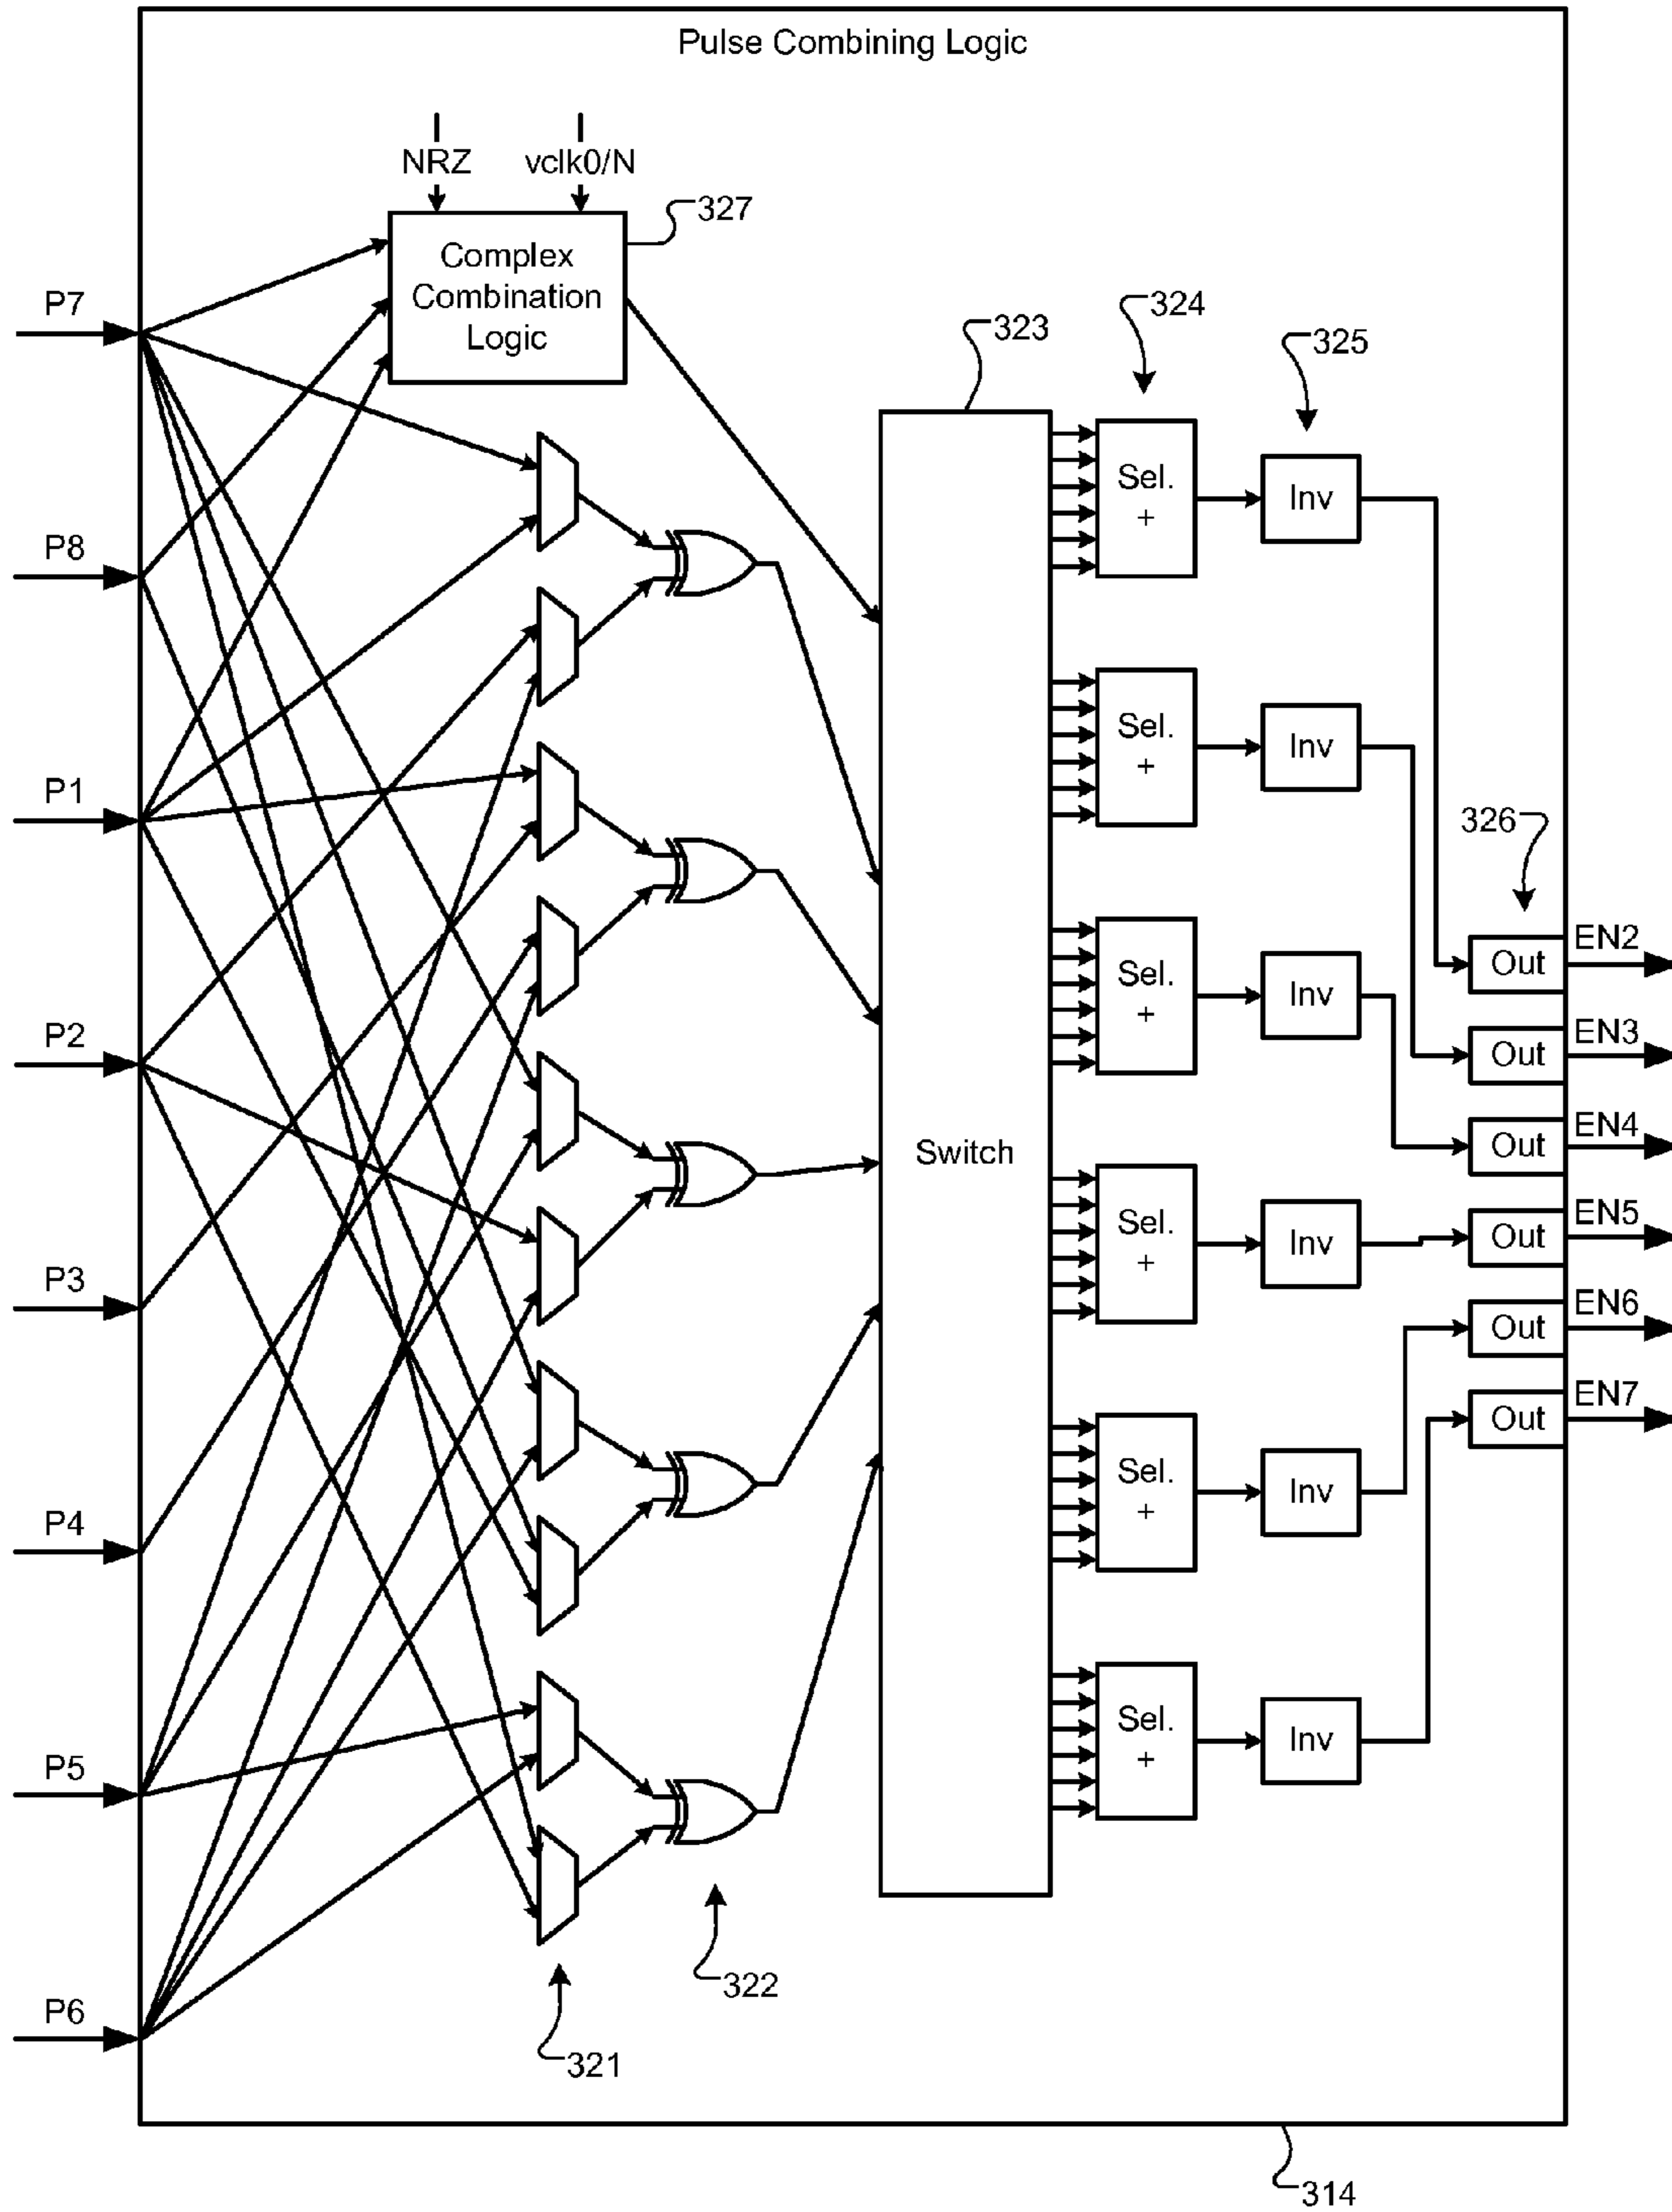 Pulse Combining Logic
NRZ
vclk0/N
327
Complex
Combination
Logic
P7
P8
P1
P2
P3
P4
P5
P6
323
324
325
326
Switch
Sel.
+
Inv
Sel.
+
Inv
Sel.
+
Inv
Sel.
+
Inv
Sel.
+
Inv
Sel.
+
Inv
Out
EN2
Out
EN3
Out
EN4
Out
EN5
Out
EN6
Out
EN7
321
322
314